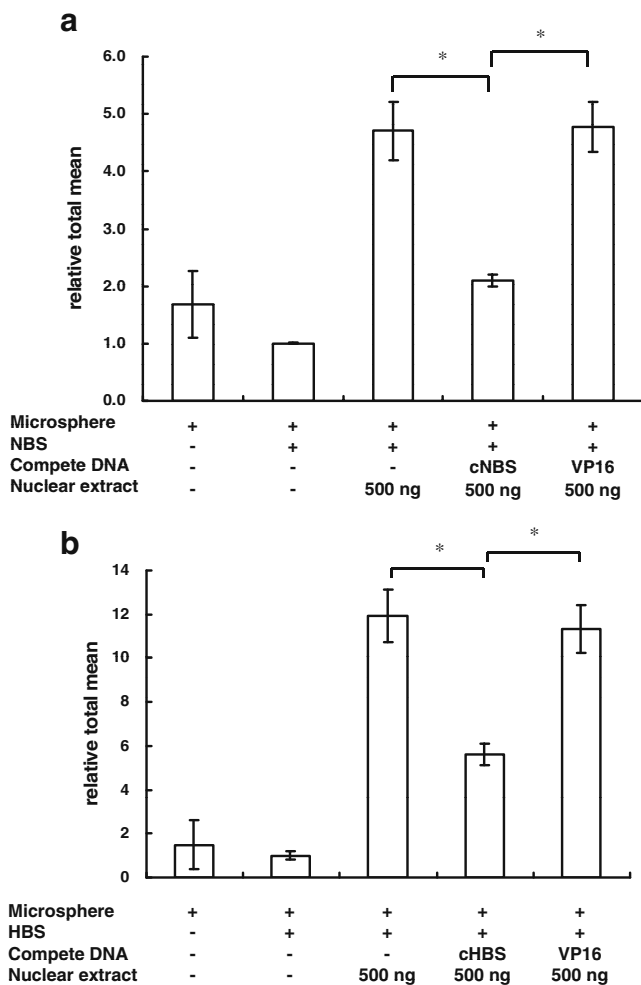 a
*
*
6.0
5.0
4.0
3.0
2.0
1.0
0.0
relative total mean
Microsphere + + + + +
NBS - + + + +
Compete DNA - - - cNBS VP16
Nuclear extract - - 500 ng 500 ng 500 ng
b
*
*
14
12
10
8
6
4
2
0
relative total mean
Microsphere + + + + +
HBS - + + + +
Compete DNA - - - cHBS VP16
Nuclear extract - - 500 ng 500 ng 500 ng